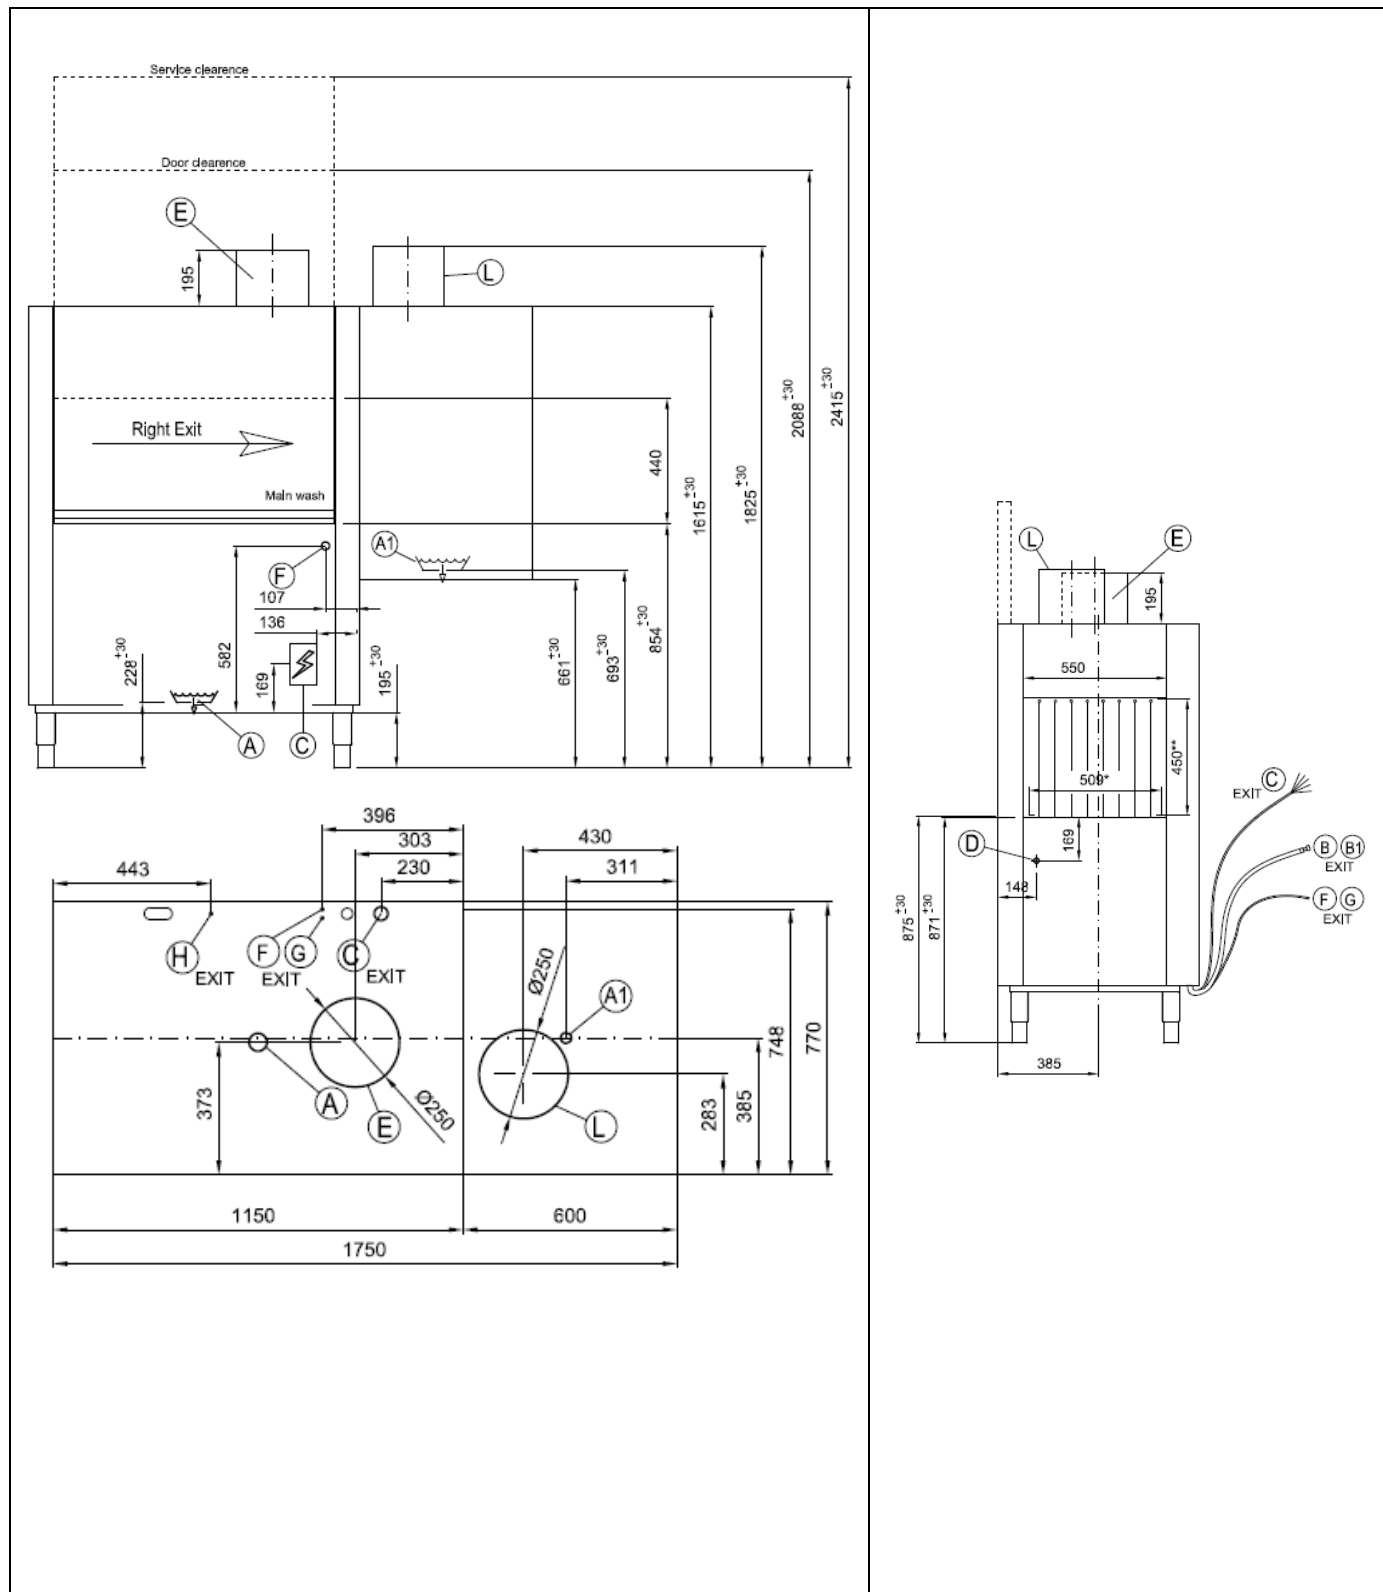 Service clearence
Door clearence
E
195
L
Right Exit
Main wash
440
1615 +30 -
1825 +30 -
2088 +30 -
2415 +30 -
A1
F
107
136
582
228 +30 -
169
195 +30 -
661 +30 -
693 +30 -
854 +30 -
A
C
396
303
230
430
311
443
H
EXIT
F G
EXIT
C
EXIT
Ø250
A1
A
E
Ø250
L
373
283
385
748
770
1150
600
1750
L
E
195
550
450**
509*
D
169
148
875 +30 -
871 +30 -
385
EXIT C
B B1
EXIT
F G
EXIT